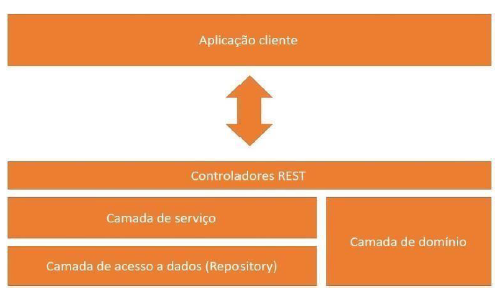 Aplicação cliente
Controladores REST
Camada de serviço
Camada de domínio
Camada de acesso a dados (Repository)